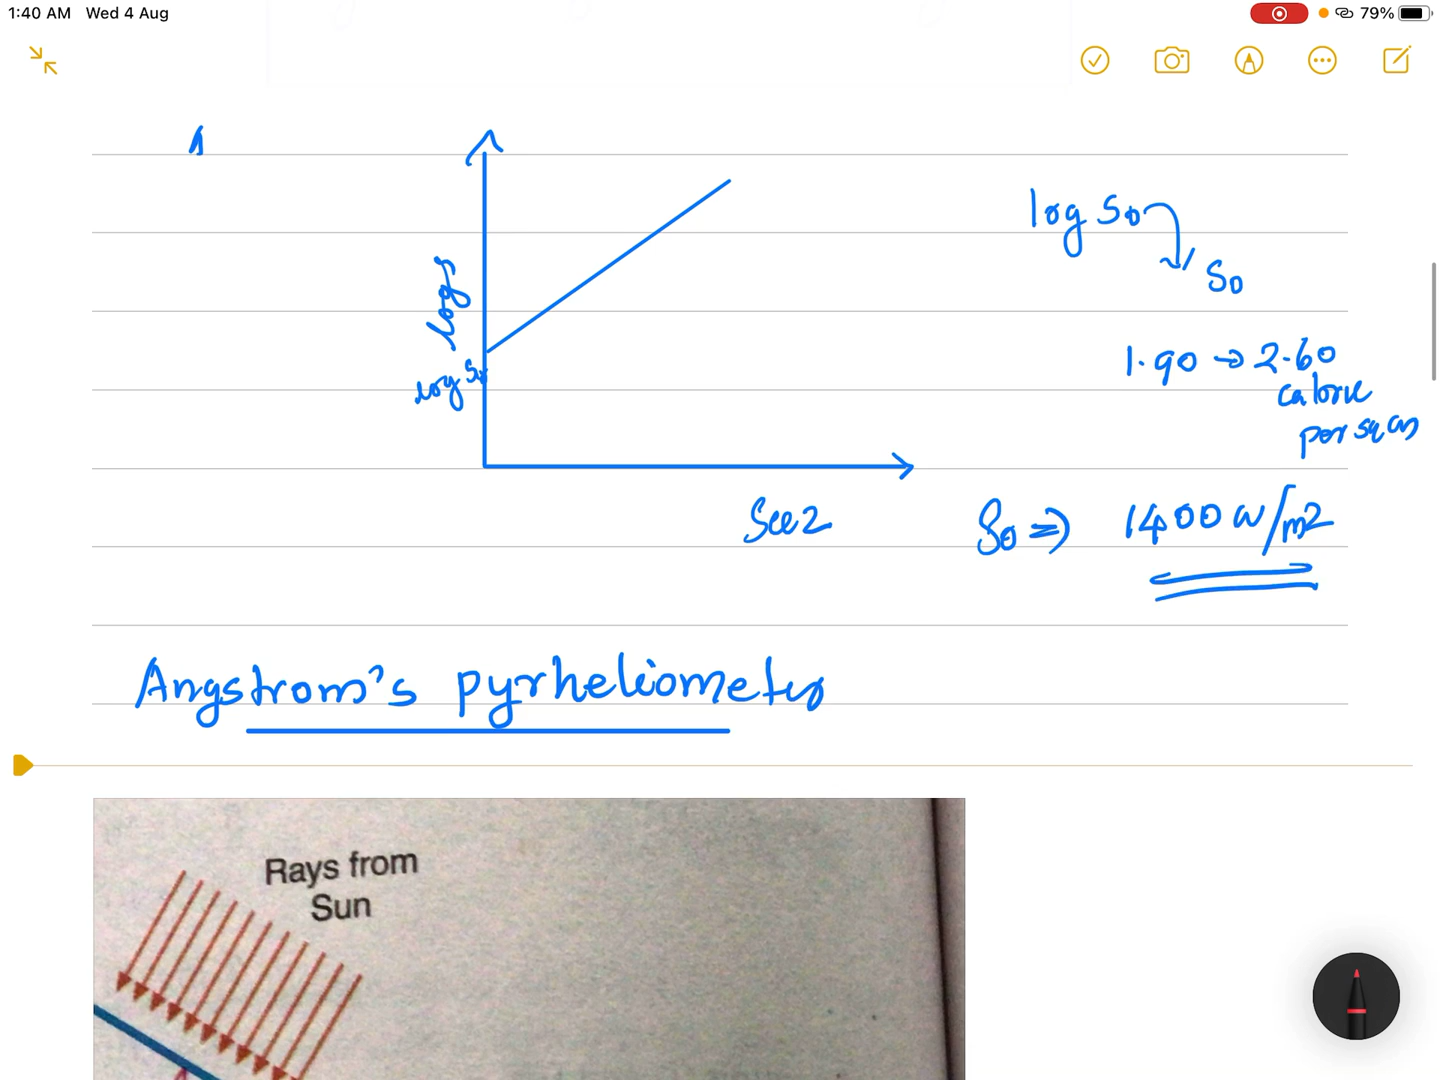 1:40 AM Wed 4 Aug
79%
log s
log S0
Sec z
log S0
S0
1.90 → 2.60
calorie
per sq cm
S0 ⇒ 1400 W/m2
Angstrom's pyrheliometer
Rays from
Sun